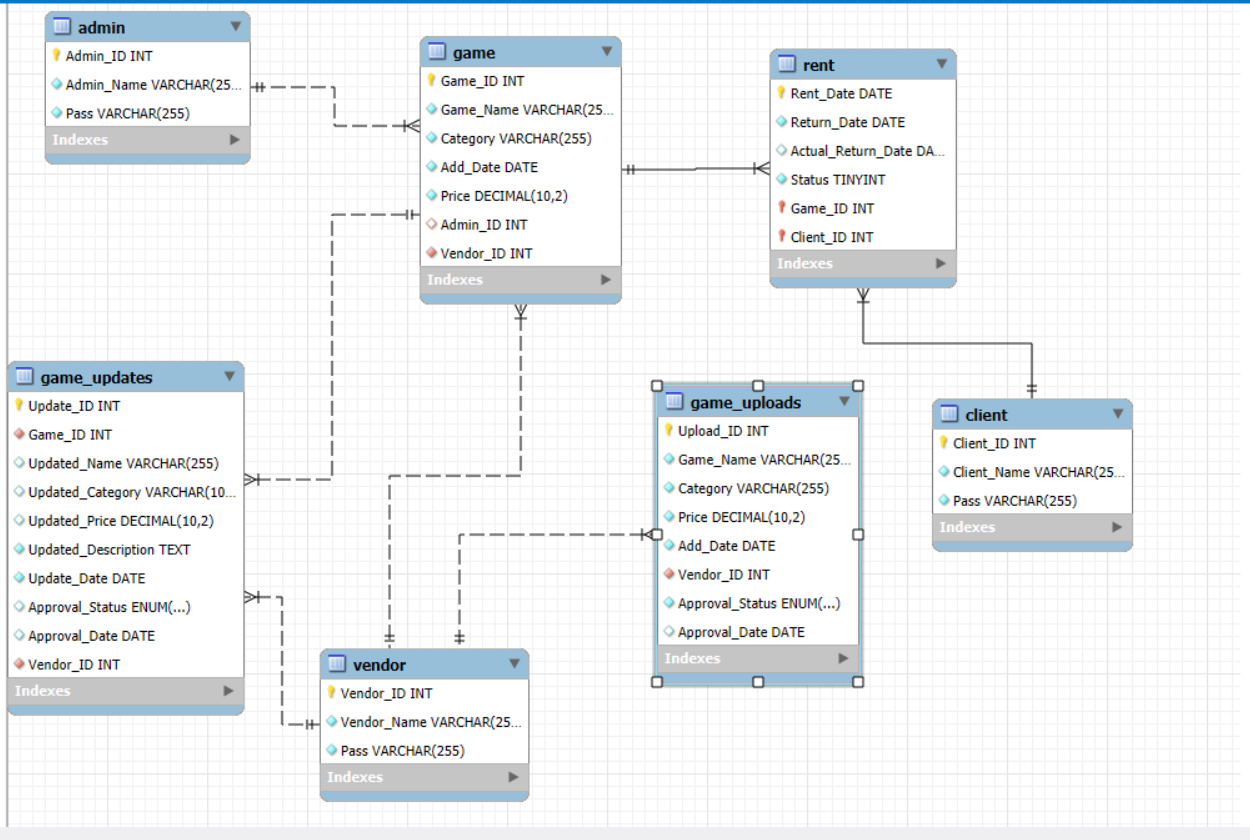 admin
Admin_ID INT
Admin_Name VARCHAR(25...
Pass VARCHAR(255)
Indexes
game
Game_ID INT
Game_Name VARCHAR(25...
Category VARCHAR(255)
Add_Date DATE
Price DECIMAL(10,2)
Admin_ID INT
Vendor_ID INT
Indexes
rent
Rent_Date DATE
Return_Date DATE
Actual_Return_Date DA...
Status TINYINT
Game_ID INT
Client_ID INT
Indexes
game_updates
Update_ID INT
Game_ID INT
Updated_Name VARCHAR(255)
Updated_Category VARCHAR(10...
Updated_Price DECIMAL(10,2)
Updated_Description TEXT
Update_Date DATE
Approval_Status ENUM(...)
Approval_Date DATE
Vendor_ID INT
Indexes
game_uploads
Upload_ID INT
Game_Name VARCHAR(25...
Category VARCHAR(255)
Price DECIMAL(10,2)
Add_Date DATE
Vendor_ID INT
Approval_Status ENUM(...)
Approval_Date DATE
Indexes
client
Client_ID INT
Client_Name VARCHAR(25...
Pass VARCHAR(255)
Indexes
vendor
Vendor_ID INT
Vendor_Name VARCHAR(25...
Pass VARCHAR(255)
Indexes